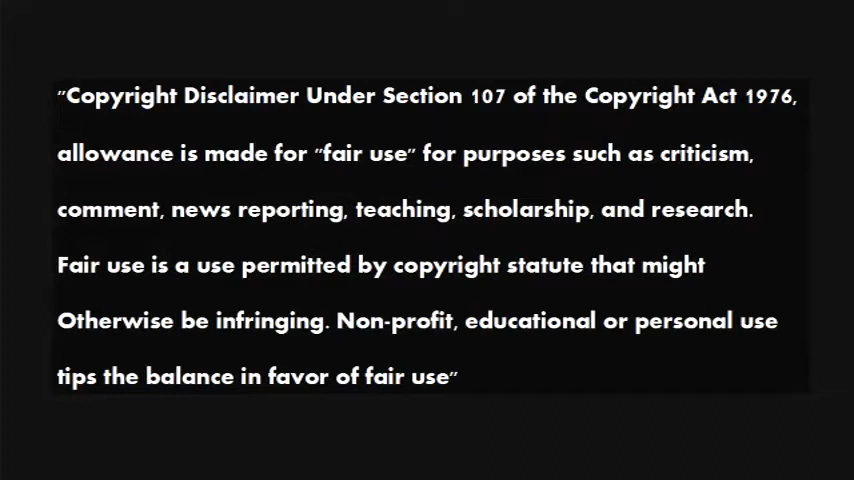 "Copyright Disclaimer Under Section 107 of the Copyright Act 1976,
allowance is made for "fair use" for purposes such as criticism,
comment, news reporting, teaching, scholarship, and research.
Fair use is a use permitted by copyright statute that might
Otherwise be infringing. Non-profit, educational or personal use
tips the balance in favor of fair use"